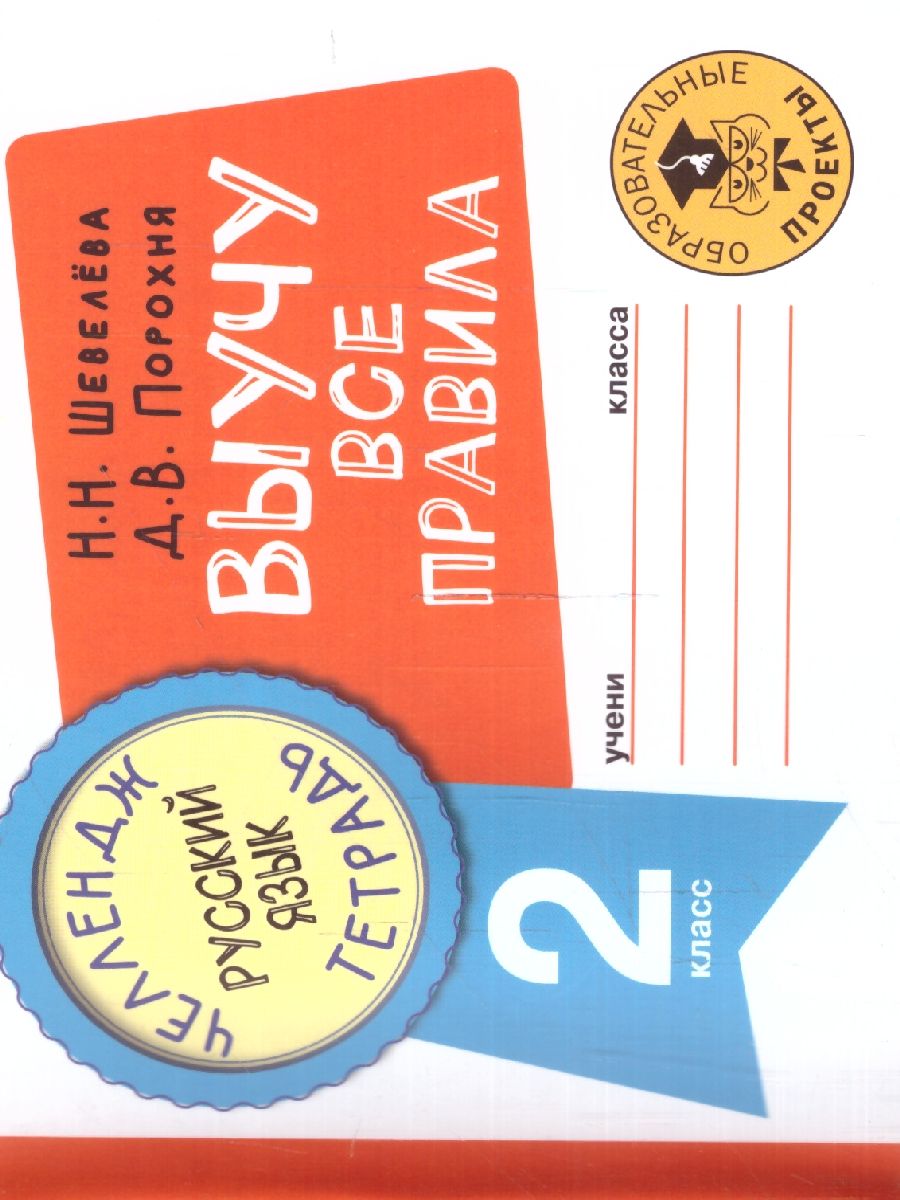 Н.Н. Шевелёва
Д.В. Порохня
ВЫУЧУ
ВСЕ
ПРАВИЛА
ЧЕЛЛЕНДЖ
РУССКИЙ
ЯЗЫК
ТЕТРАДЬ
2
класс
учени класса
ОБРАЗОВАТЕЛЬНЫЕ
ПРОЕКТЫ